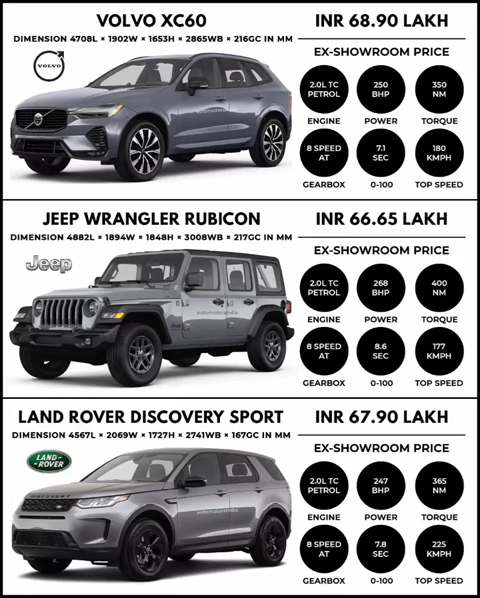 VOLVO XC60
INR 68.90 LAKH
DIMENSION 4708L × 1902W × 1653H × 2865WB × 216GC IN MM
EX-SHOWROOM PRICE
VOLVO
2.0L TC
PETROL
250
BHP
350
NM
ENGINE
POWER
TORQUE
8 SPEED
AT
7.1
SEC
180
KMPH
GEARBOX
0-100
TOP SPEED
JEEP WRANGLER RUBICON
INR 66.65 LAKH
DIMENSION 4882L × 1894W × 1848H × 3008WB × 217GC IN MM
EX-SHOWROOM PRICE
Jeep
2.0L TC
PETROL
268
BHP
400
NM
ENGINE
POWER
TORQUE
8 SPEED
AT
8.6
SEC
177
KMPH
GEARBOX
0-100
TOP SPEED
LAND ROVER DISCOVERY SPORT
INR 67.90 LAKH
DIMENSION 4567L × 2069W × 1727H × 2741WB × 167GC IN MM
EX-SHOWROOM PRICE
LAND-
ROVER
DISCOVERY
2.0L TC
PETROL
247
BHP
365
NM
ENGINE
POWER
TORQUE
8 SPEED
AT
7.8
SEC
225
KMPH
GEARBOX
0-100
TOP SPEED